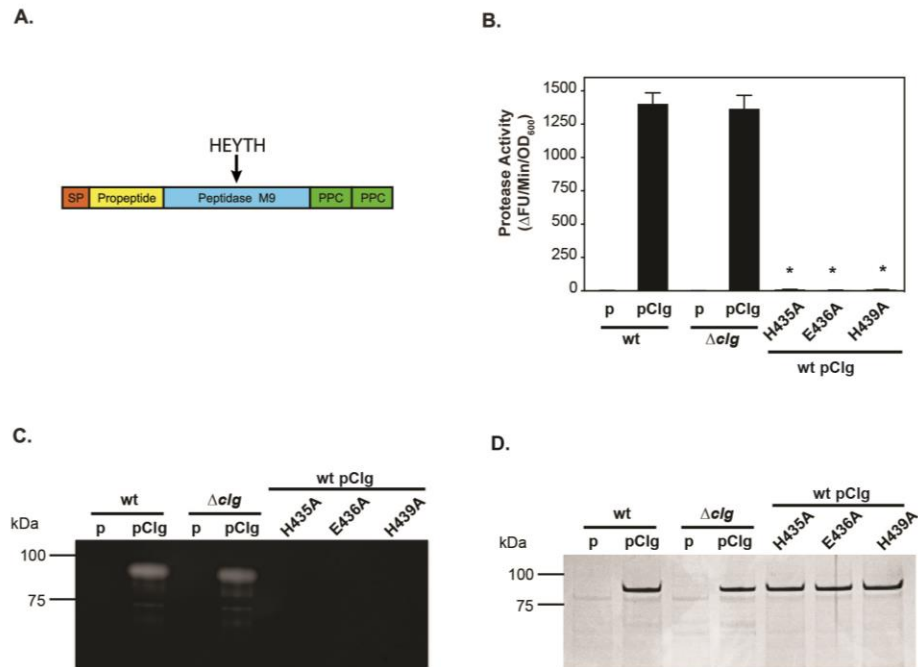 A.
HEYTH
SP Propeptide Peptidase M9 PPC PPC
B.
Protease Activity
(ΔFU/Min/OD600)
1500
1250
1000
750
500
250
0
* * *
p pClg p pClg H435A E436A H439A
wt Δclg
wt pClg
C.
wt pClg
wt Δclg
kDa p pClg p pClg H435A E436A H439A
100
75
D.
wt pClg
wt Δclg
kDa p pClg p pClg H435A E436A H439A
100
75